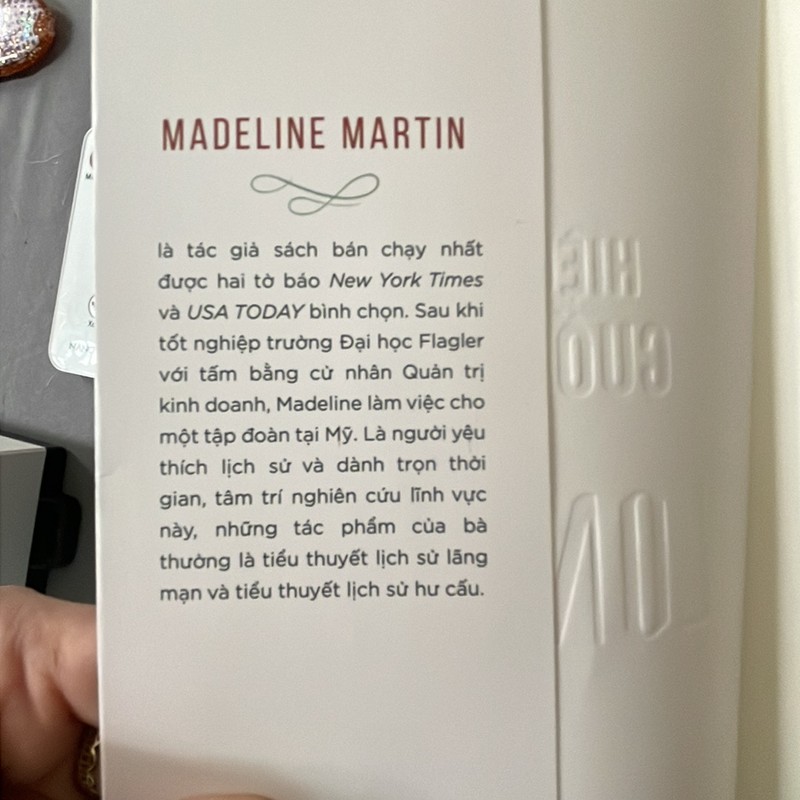 MADELINE MARTIN
là tác giả sách bán chạy nhất
được hai tờ báo New York Times
và USA TODAY bình chọn. Sau khi
tốt nghiệp trường Đại học Flagler
với tấm bằng cử nhân Quản trị
kinh doanh, Madeline làm việc cho
một tập đoàn tại Mỹ. Là người yêu
thích lịch sử và dành trọn thời
gian, tâm trí nghiên cứu lĩnh vực
này, những tác phẩm của bà
thường là tiểu thuyết lịch sử lãng
mạn và tiểu thuyết lịch sử hư cấu.